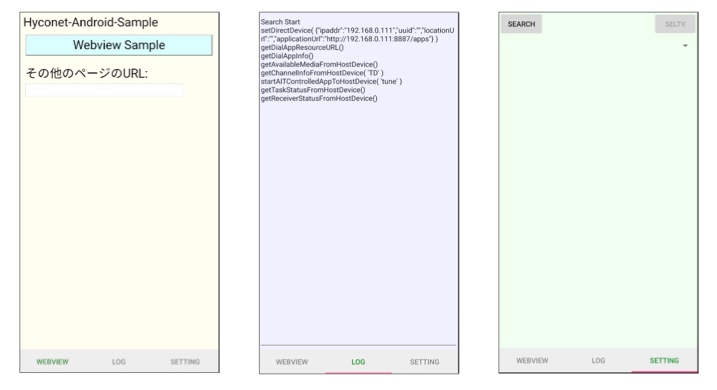 Hyconet-Android-Sample
Webview Sample
その他のページのURL:
WEBVIEW LOG SETTING
Search Start
setDirectDevice( {"ipaddr":"192.168.0.111","uuid":"","locationU
rl":"","applicationUrl":"http://192.168.0.111:8887/apps"} )
getDialAppResourceURL()
getDialAppInfo()
getAvailableMediaFromHostDevice()
getChannelInfoFromHostDevice( 'TD' )
startAITControlledAppToHostDevice( 'tune' )
getTaskStatusFromHostDevice()
getReceiverStatusFromHostDevice()
WEBVIEW LOG SETTING
SEARCH SELTV
WEBVIEW LOG SETTING